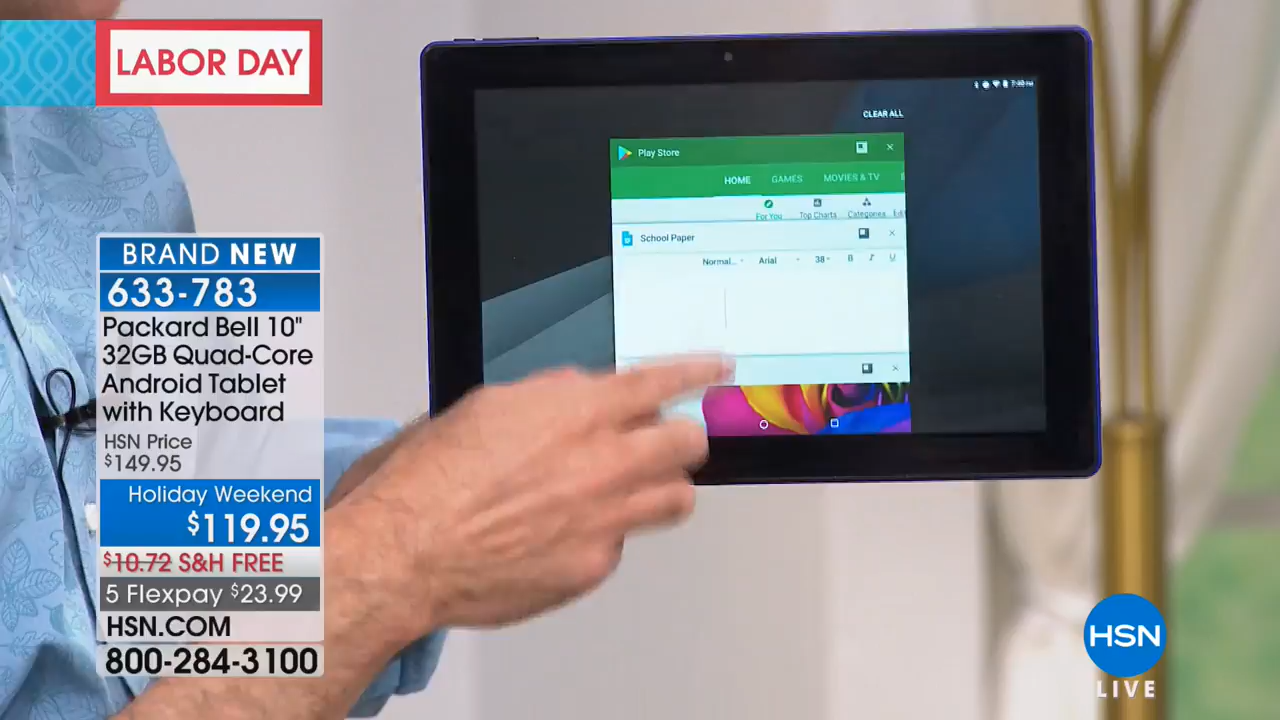 LABOR DAY
BRAND NEW
633-783
Packard Bell 10"
32GB Quad-Core
Android Tablet
with Keyboard
HSN Price
$149.95
Holiday Weekend
$119.95
$10.72 S&H FREE
5 Flexpay $23.99
HSN.COM
800-284-3100
CLEAR ALL
Play Store
HOME GAMES MOVIES & TV
For You Top Charts Categories
School Paper
Normal... Arial 38 B I U
HSN
LIVE